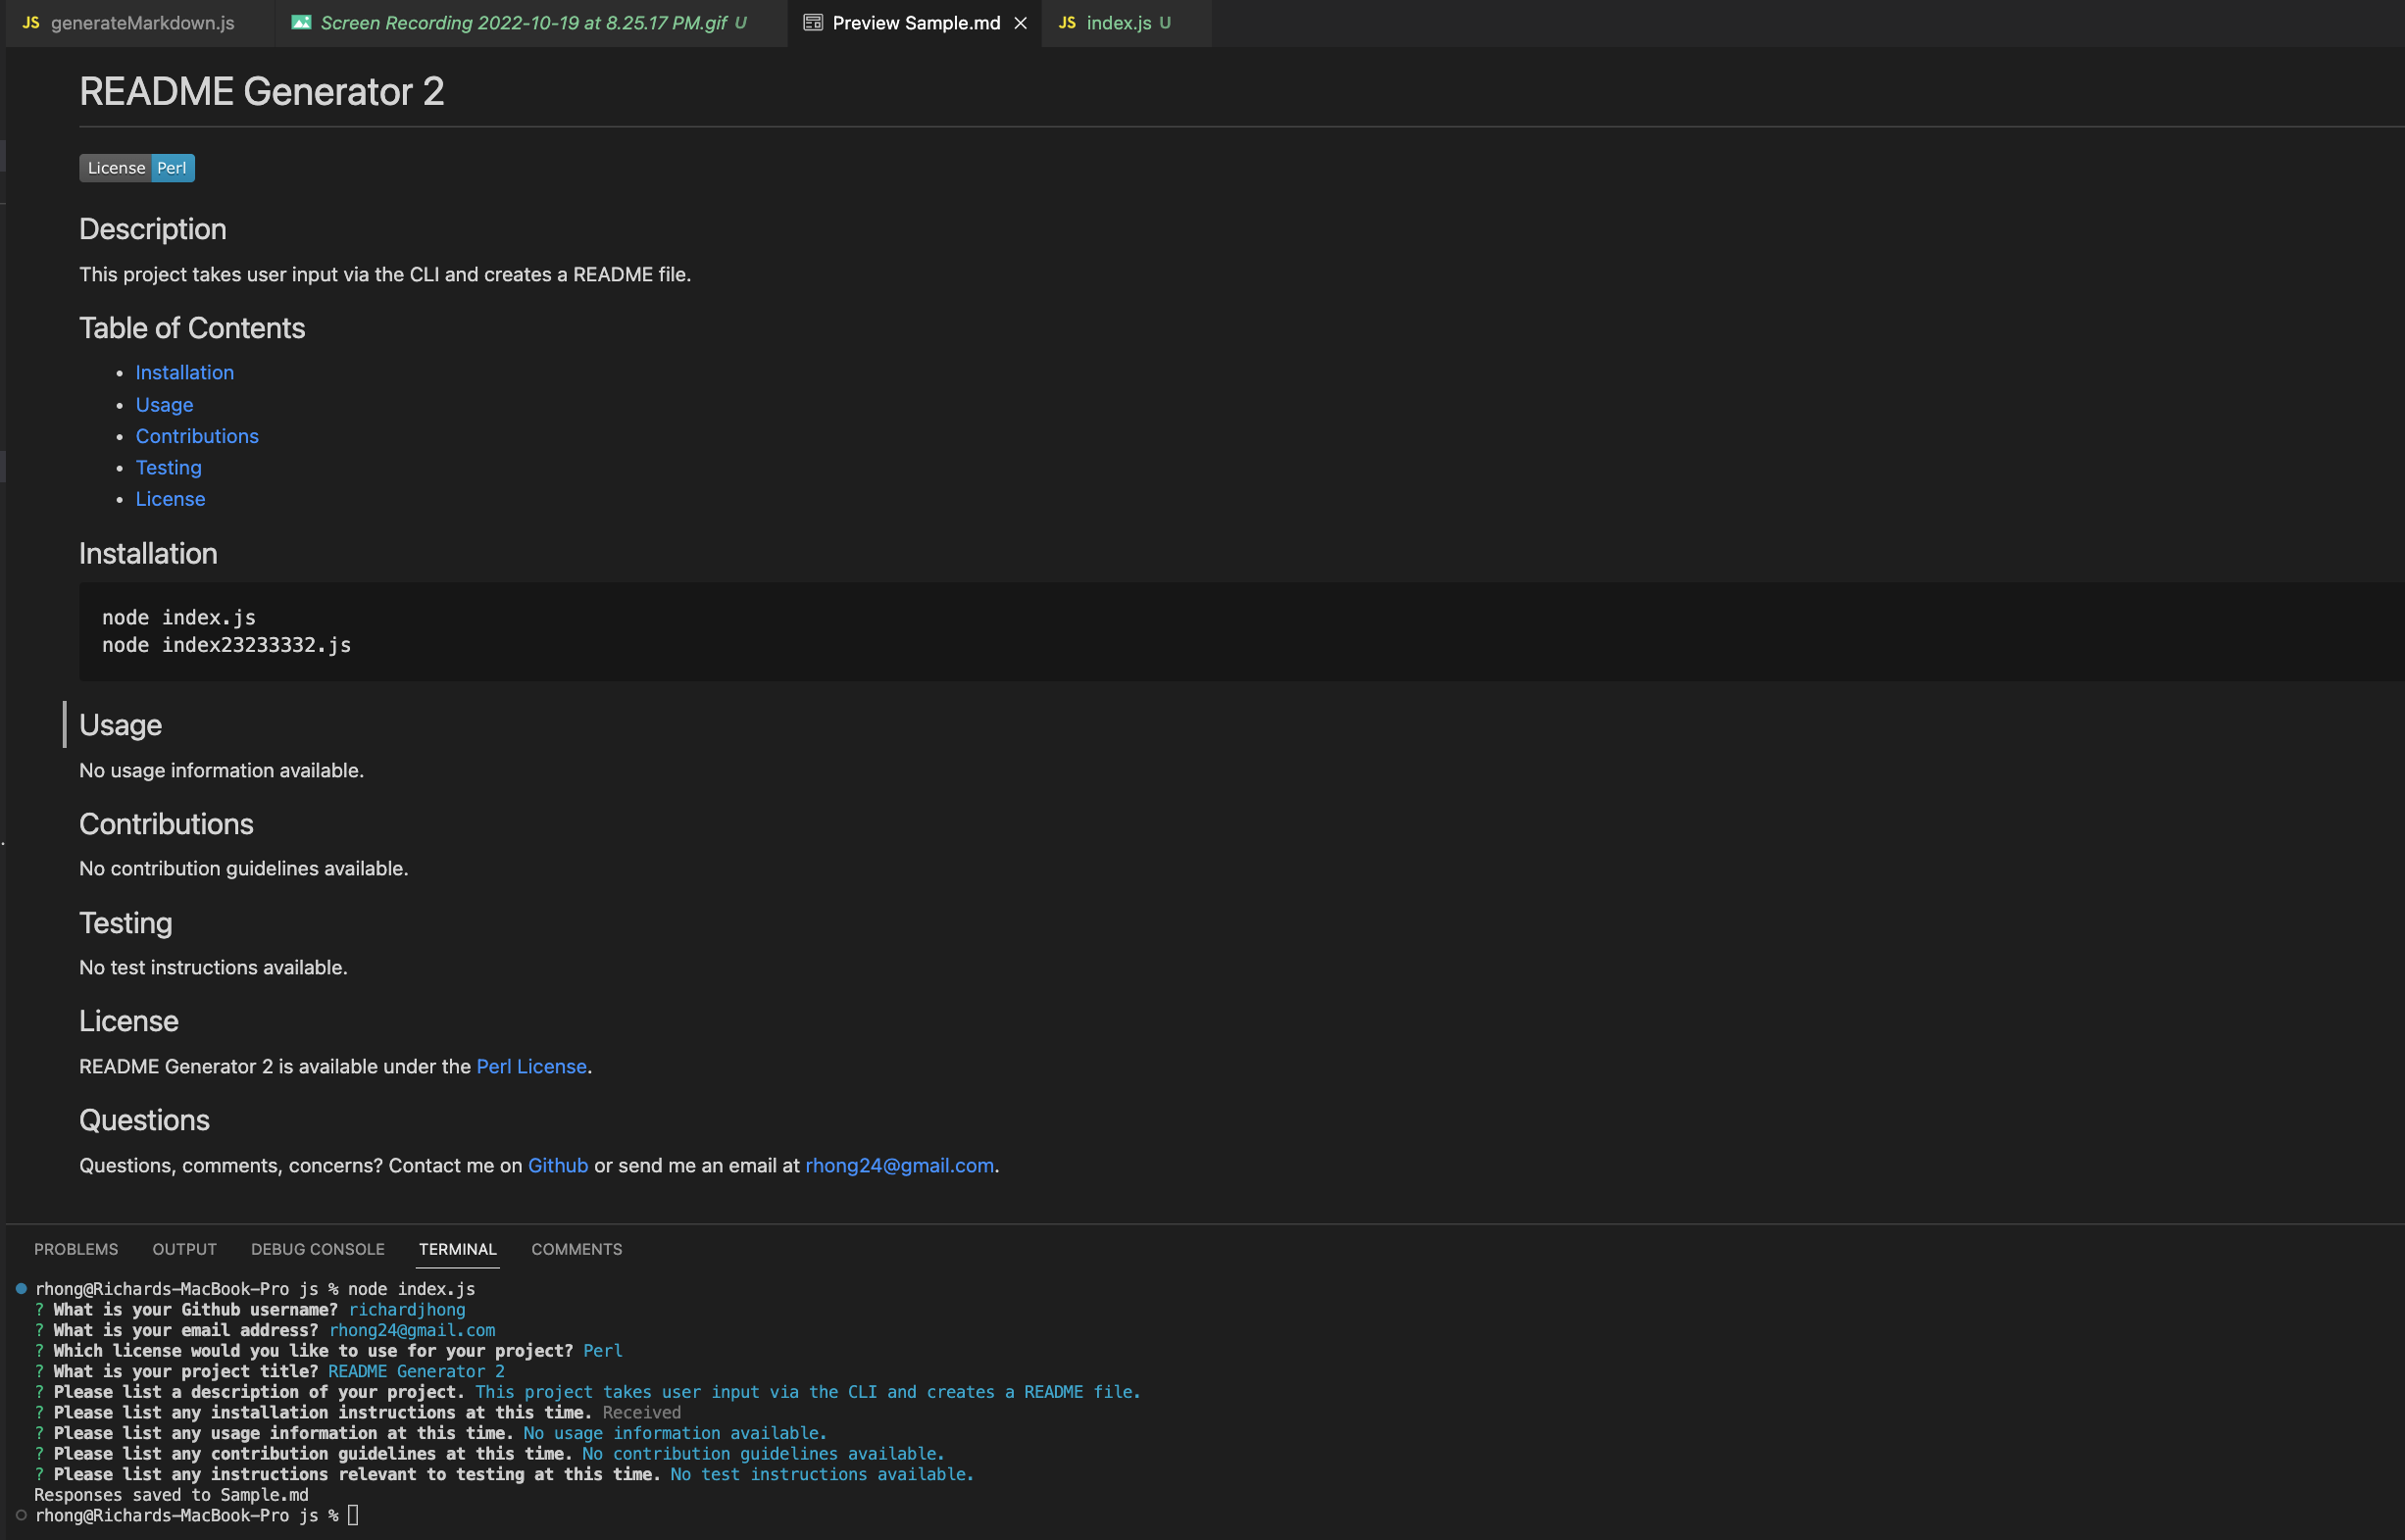 JS generateMarkdown.js Screen Recording 2022-10-19 at 8.25.17 PM.gif U Preview Sample.md JS index.js U
README Generator 2
License Perl
Description
This project takes user input via the CLI and creates a README file.
Table of Contents
• Installation
• Usage
• Contributions
• Testing
• License
Installation
node index.js
node index23233332.js
Usage
No usage information available.
Contributions
No contribution guidelines available.
Testing
No test instructions available.
License
README Generator 2 is available under the Perl License.
Questions
Questions, comments, concerns? Contact me on Github or send me an email at rhong24@gmail.com.
PROBLEMS OUTPUT DEBUG CONSOLE TERMINAL COMMENTS
rhong@Richards-MacBook-Pro js % node index.js
? What is your Github username? richardjhong
? What is your email address? rhong24@gmail.com
? Which license would you like to use for your project? Perl
? What is your project title? README Generator 2
? Please list a description of your project. This project takes user input via the CLI and creates a README file.
? Please list any installation instructions at this time. Received
? Please list any usage information at this time. No usage information available.
? Please list any contribution guidelines at this time. No contribution guidelines available.
? Please list any instructions relevant to testing at this time. No test instructions available.
Responses saved to Sample.md
rhong@Richards-MacBook-Pro js %